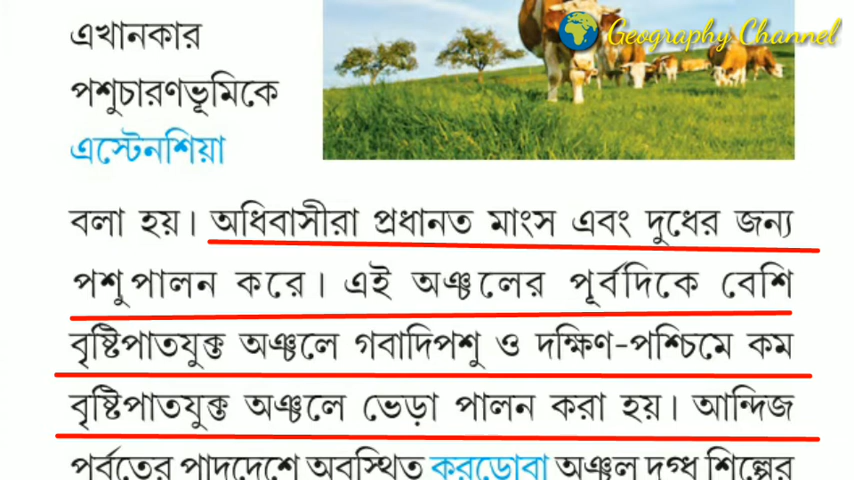 Geography Channel
এখানকার
পশুচারণভূমিকে
এস্টেনশিয়া
বলা হয়। অধিবাসীরা প্রধানত মাংস এবং দুধের জন্য
পশুপালন করে। এই অঞ্চলের পূর্বদিকে বেশি
বৃষ্টিপাতযুক্ত অঞ্চলে গবাদিপশু ও দক্ষিণ-পশ্চিমে কম
বৃষ্টিপাতযুক্ত অঞ্চলে ভেড়া পালন করা হয়। আন্দিজ
পর্বতের পাদদেশে অবস্থিত করডোবা অঞ্চল দুগ্ধ শিল্পের